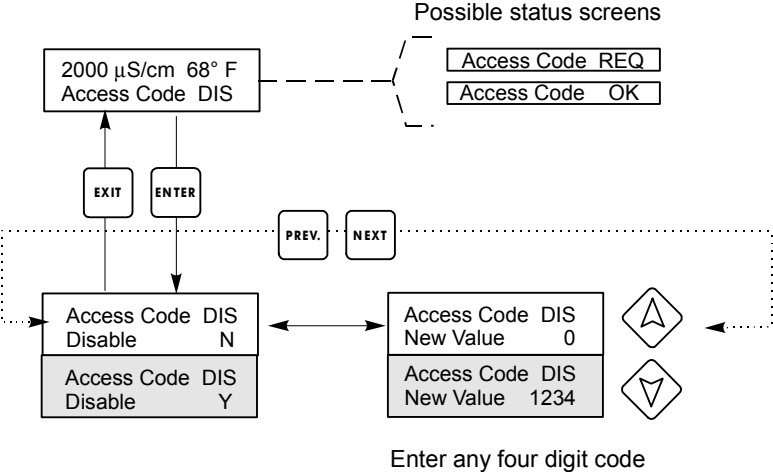 Possible status screens
2000 μS/cm 68° F
Access Code DIS
Access Code REQ
Access Code OK
EXIT
ENTER
PREV.
NEXT
Access Code DIS
Disable N
Access Code DIS
Disable Y
Access Code DIS
New Value 0
Access Code DIS
New Value 1234
Enter any four digit code